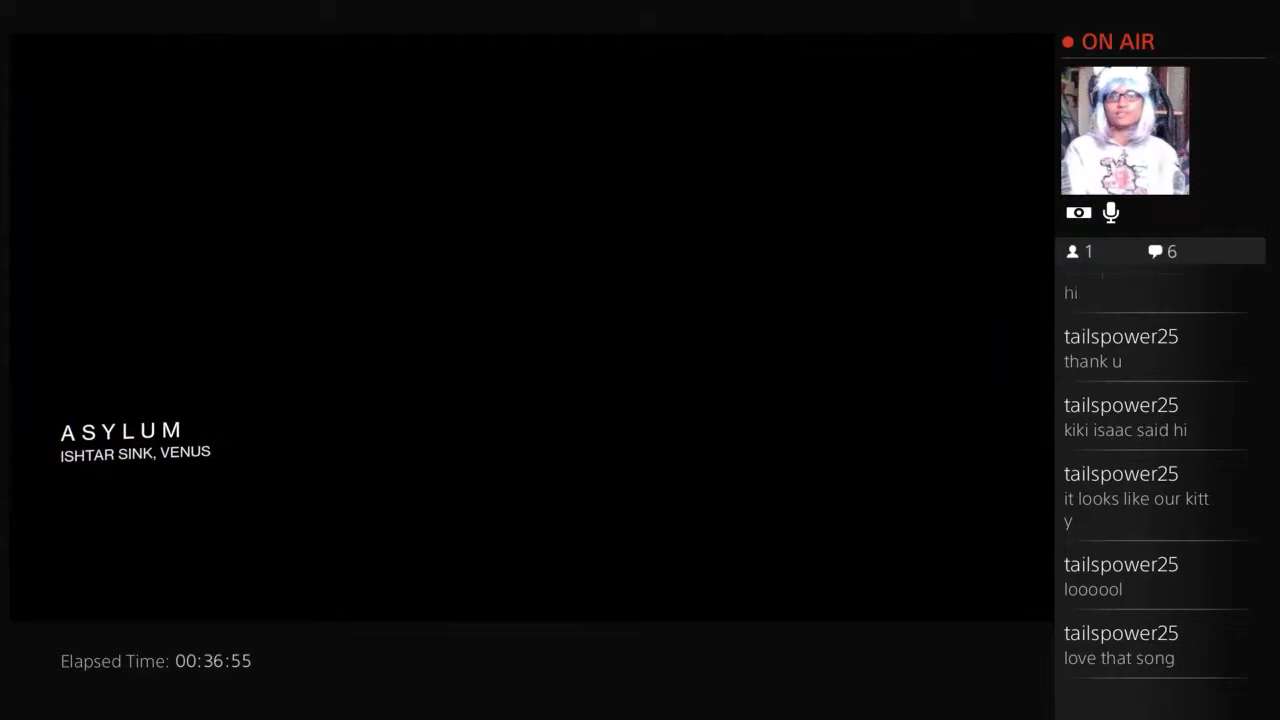 ON AIR
1 6
hi
tailspower25
thank u
tailspower25
kiki isaac said hi
tailspower25
it looks like our kitt
y
tailspower25
loooool
tailspower25
love that song
ASYLUM
ISHTAR SINK, VENUS
Elapsed Time: 00:36:55